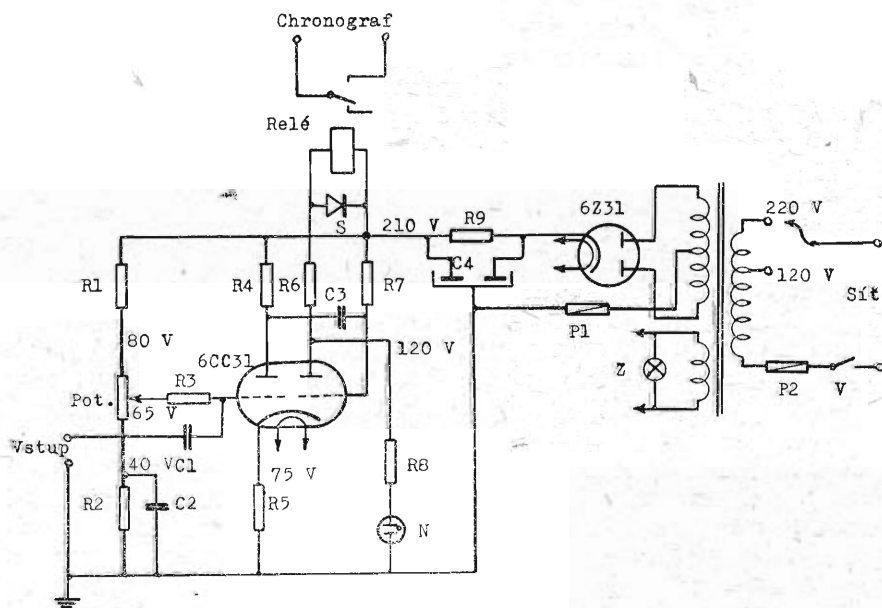 Chronograf
Relé
S
210 V
R9
6Z31
220 V
C4
R1
R4
R6
R7
120 V
Síť
C3
P1
80 V
6CC31
120 V
Z
P2
V
R3
Pot.
65 V
Vstup
40 V
C1
75 V
R8
R2
C2
R5
N